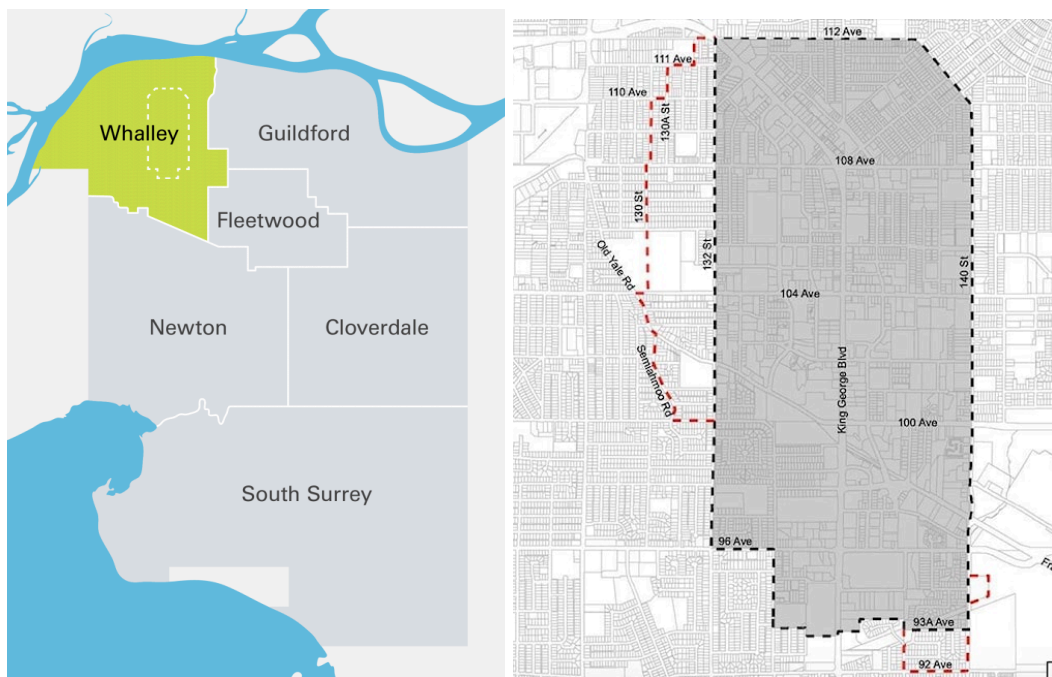 Whalley
Guildford
Fleetwood
Newton
Cloverdale
South Surrey
112 Ave
111 Ave
110 Ave
130A St
108 Ave
130 St
132 St
Old Yale Rd
140 St
104 Ave
Semiahmoo Rd
King George Blvd
100 Ave
96 Ave
93A Ave
92 Ave